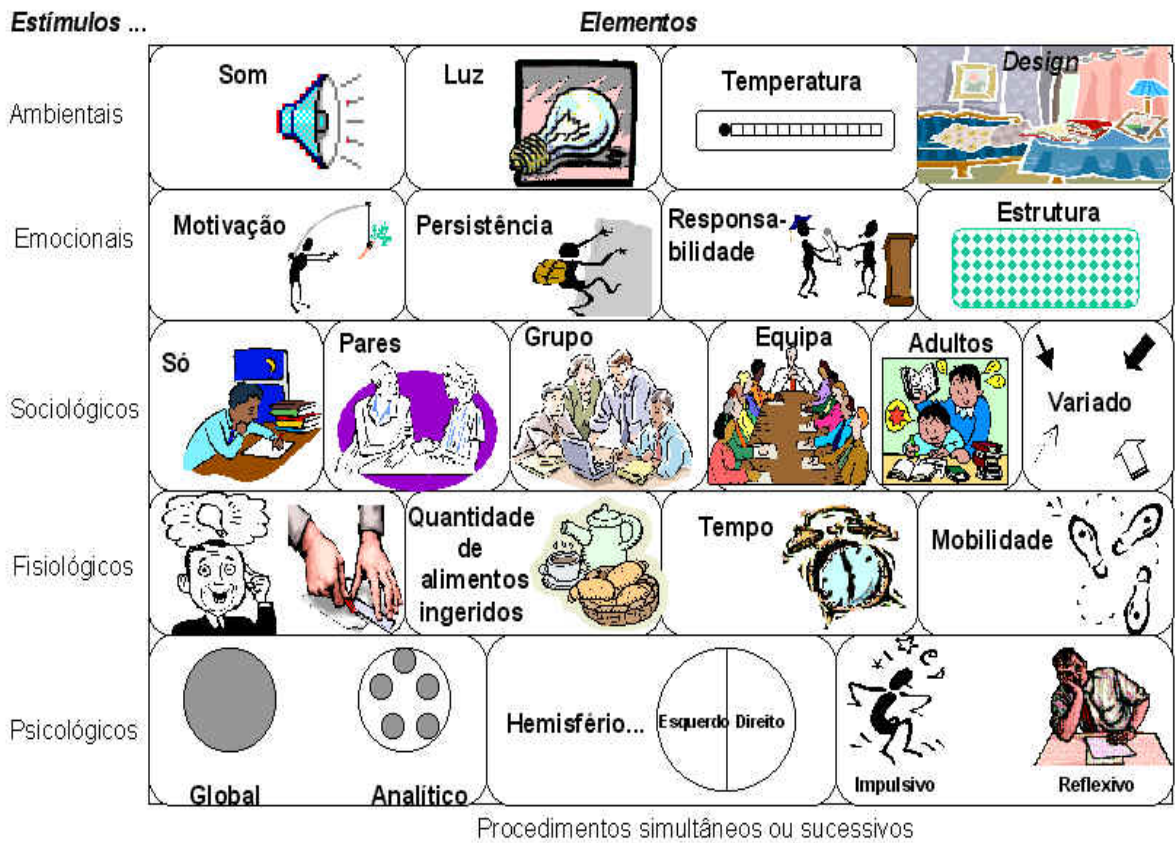 Estímulos ... Elementos
Ambientais
Som
Luz
Temperatura
Design
Emocionais
Motivação
Persistência
Responsa-
bilidade
Estrutura
Sociológicos
Só
Pares
Grupo
Equipa
Adultos
Variado
Fisiológicos
Quantidade
de
alimentos
ingeridos
Tempo
Mobilidade
Psicológicos
Global
Analítico
Hemisfério...
Esquerdo Direito
Impulsivo
Reflexivo
Procedimentos simultâneos ou sucessivos